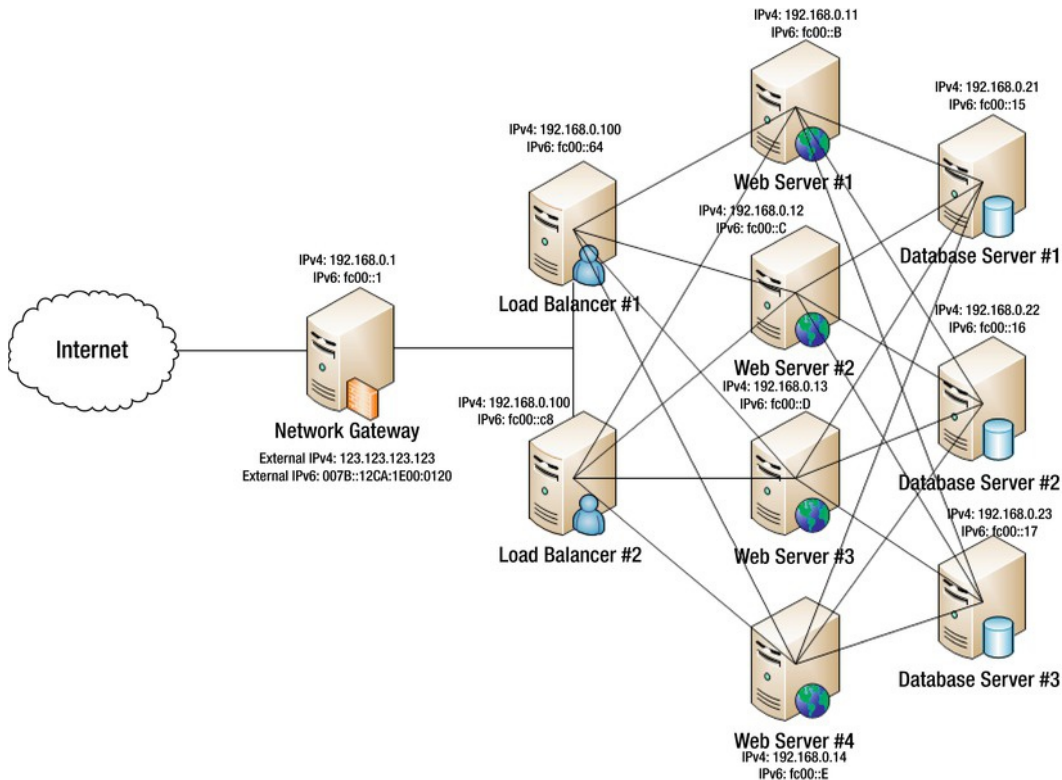 Internet
IPv4: 192.168.0.1
IPv6: fc00::1
Network Gateway
External IPv4: 123.123.123.123
External IPv6: 007B::12CA:1E00:0120
IPv4: 192.168.0.100
IPv6: fc00::64
Load Balancer #1
IPv4: 192.168.0.100
IPv6: fc00::c8
Load Balancer #2
IPv4: 192.168.0.11
IPv6: fc00::B
Web Server #1
IPv4: 192.168.0.12
IPv6: fc00::C
Web Server #2
IPv4: 192.168.0.13
IPv6: fc00::D
Web Server #3
Web Server #4
IPv4: 192.168.0.14
IPv6: fc00::E
IPv4: 192.168.0.21
IPv6: fc00::15
Database Server #1
IPv4: 192.168.0.22
IPv6: fc00::16
Database Server #2
IPv4: 192.168.0.23
IPv6: fc00::17
Database Server #3